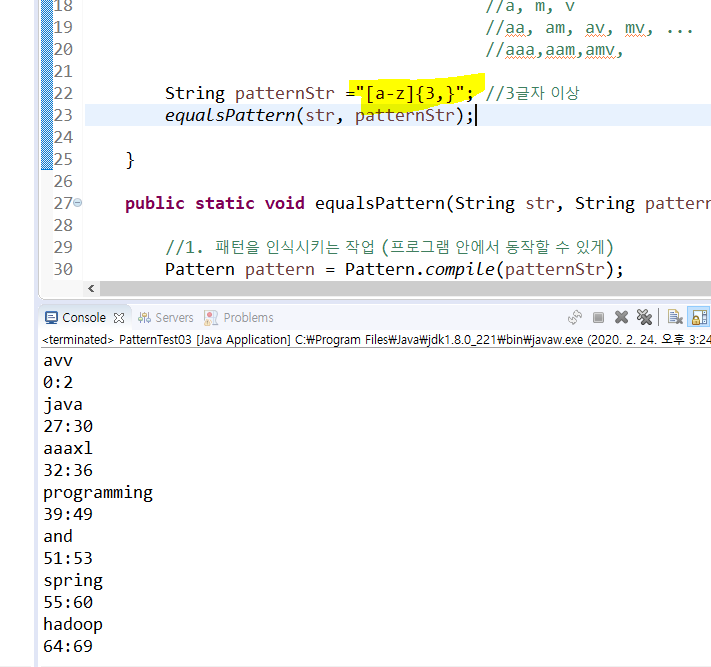 18 //a, m, v
19 //aa, am, av, mv, ...
20 //aaa,aam,amv,
21
22 String patternStr ="[a-z]{3,}"; //3글자 이상
23 equalsPattern(str, patternStr);
24
25 }
26
27 public static void equalsPattern(String str, String pattern
28
29 //1. 패턴을 인식시키는 작업 (프로그램 안에서 동작할 수 있게)
30 Pattern pattern = Pattern.compile(patternStr);
Console Servers Problems
<terminated> PatternTest03 [Java Application] C:₩Program Files₩Java₩jdk1.8.0_221₩bin₩javaw.exe (2020. 2. 24. 오후 3:24
avv
0:2
java
27:30
aaaxl
32:36
programming
39:49
and
51:53
spring
55:60
hadoop
64:69